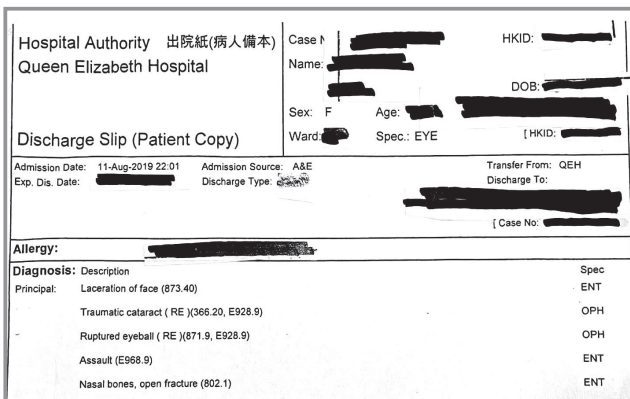 Hospital Authority 出院紙(病人備本)
Queen Elizabeth Hospital
Discharge Slip (Patient Copy)
Case N
HKID:
Name:
DOB:
Sex: F Age:
Ward: Spec.: EYE [ HKID:
Admission Date: 11-Aug-2019 22:01 Admission Source: A&E Transfer From: QEH
Exp. Dis. Date: Discharge Type: Discharge To:
[ Case No:
Allergy:
Diagnosis: Description Spec
Principal: Laceration of face (873.40) ENT
Traumatic cataract ( RE )(366.20, E928.9) OPH
Ruptured eyeball ( RE )(871.9, E928.9) OPH
Assault (E968.9) ENT
Nasal bones, open fracture (802.1) ENT